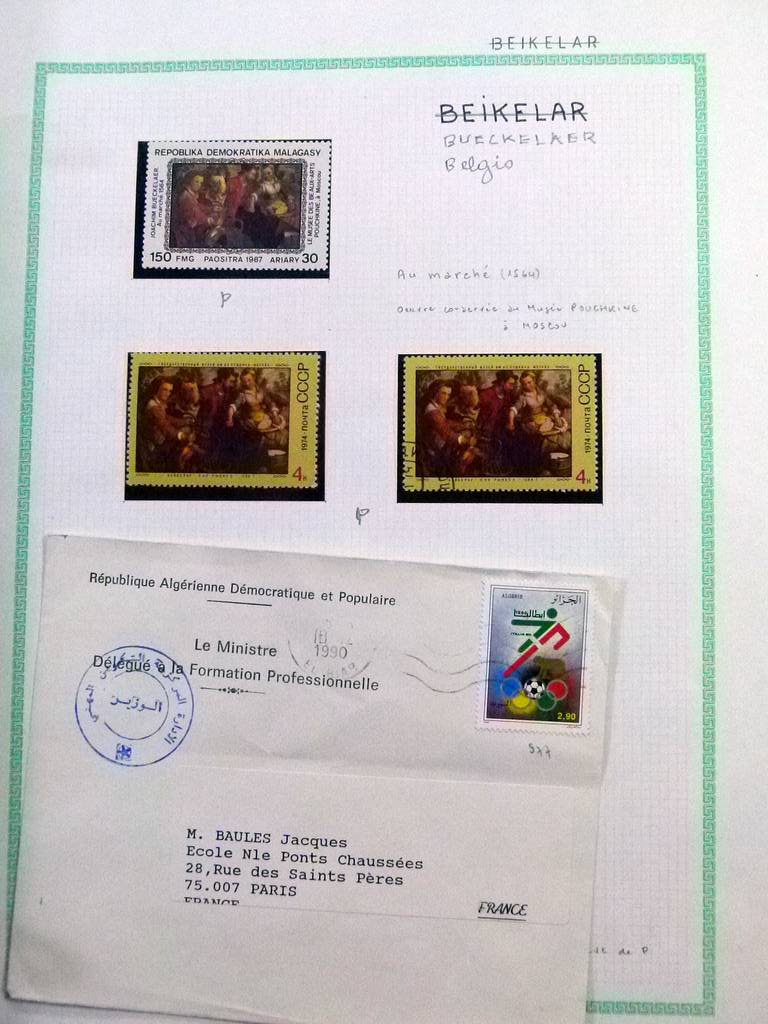 BEIKELAR
BEIKELAR
BUECKELAER
Belgio
REPOBLIKA DEMOKRATIKA MALAGASY
JOACHIM BUECKELAER
Au marché 1564
LE MUSEE DES BEAUX-ARTS
POUCHKINE, à Moscou
150 FMG PAOSITRA 1987 ARIARY 30
P
Au marché (1564)
Oeuvre conservée au Musée POUCHKINE
à MOSCOU
1974 · ПОЧТА СССР
4к
1974 · ПОЧТА СССР
4к
P
République Algérienne Démocratique et Populaire
Le Ministre
Délégué à la Formation Professionnelle
1990
الوزير
ALGERIE
الجزائر
ITALIA 90
2,90
577
M. BAULES Jacques
Ecole Nle Ponts Chaussées
28,Rue des Saints Pères
75.007 PARIS
FRANCE
FRANCE
de P